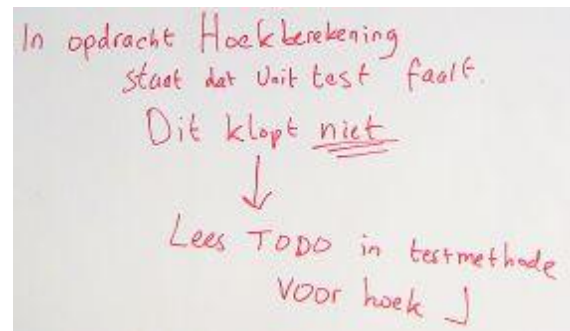 In opdracht Hoekberekening
staat dat Unit test faalt.
Dit klopt niet
Lees TODO in testmethode
voor hoek